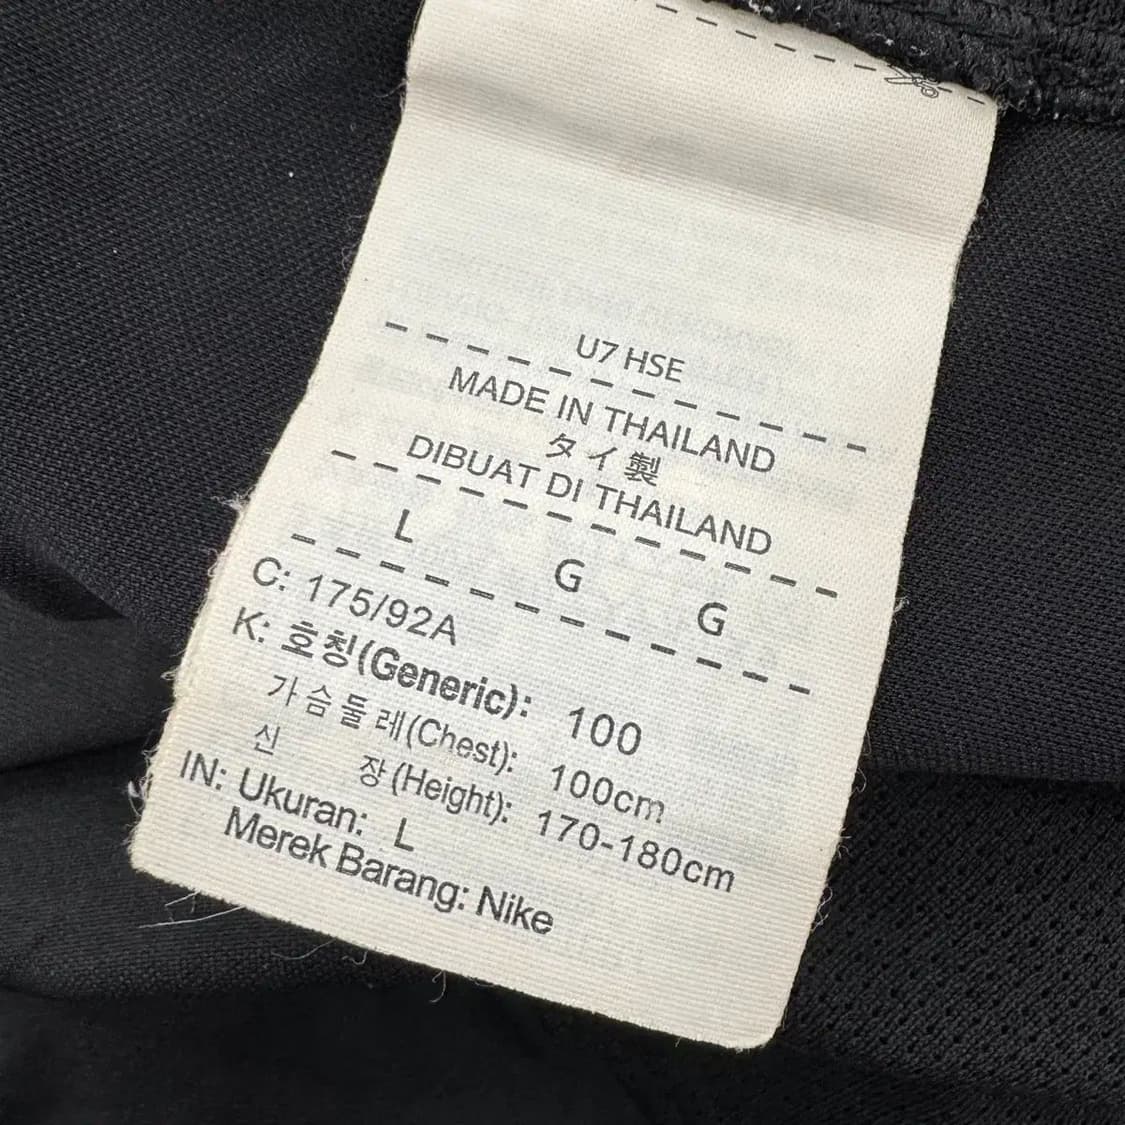 U7 HSE
MADE IN THAILAND
タイ製
DIBUAT DI THAILAND
L G G
C: 175/92A
K: 호칭(Generic): 100
가슴둘레(Chest): 100cm
신 장(Height): 170-180cm
IN: Ukuran: L
Merek Barang: Nike